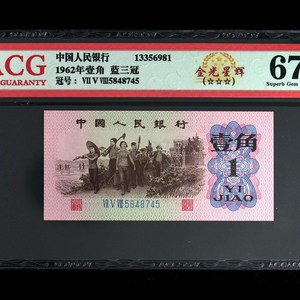 ACG
GUARANTY
中国人民银行 13356981
1962年壹角 蓝三冠
冠号：Ⅶ Ⅴ Ⅷ5848745
金光星辉
67
Superb Gem
中国人民银行
壹角
1
YI
JIAO
Ⅶ Ⅴ Ⅷ 5848745